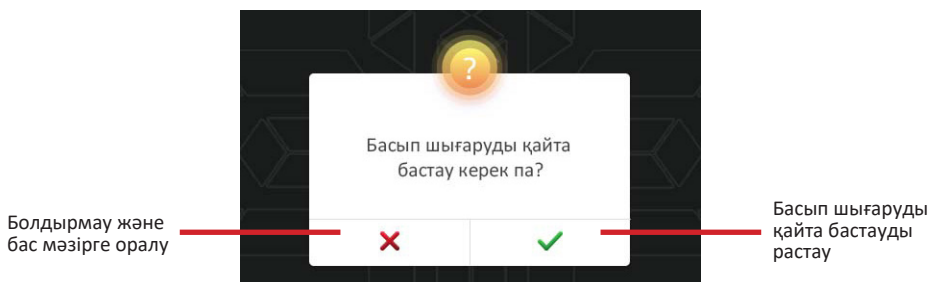 ?
Басып шығаруды қайта
бастау керек па?
Болдырмау және
бас мәзірге оралу
Басып шығаруды
қайта бастауды
растау